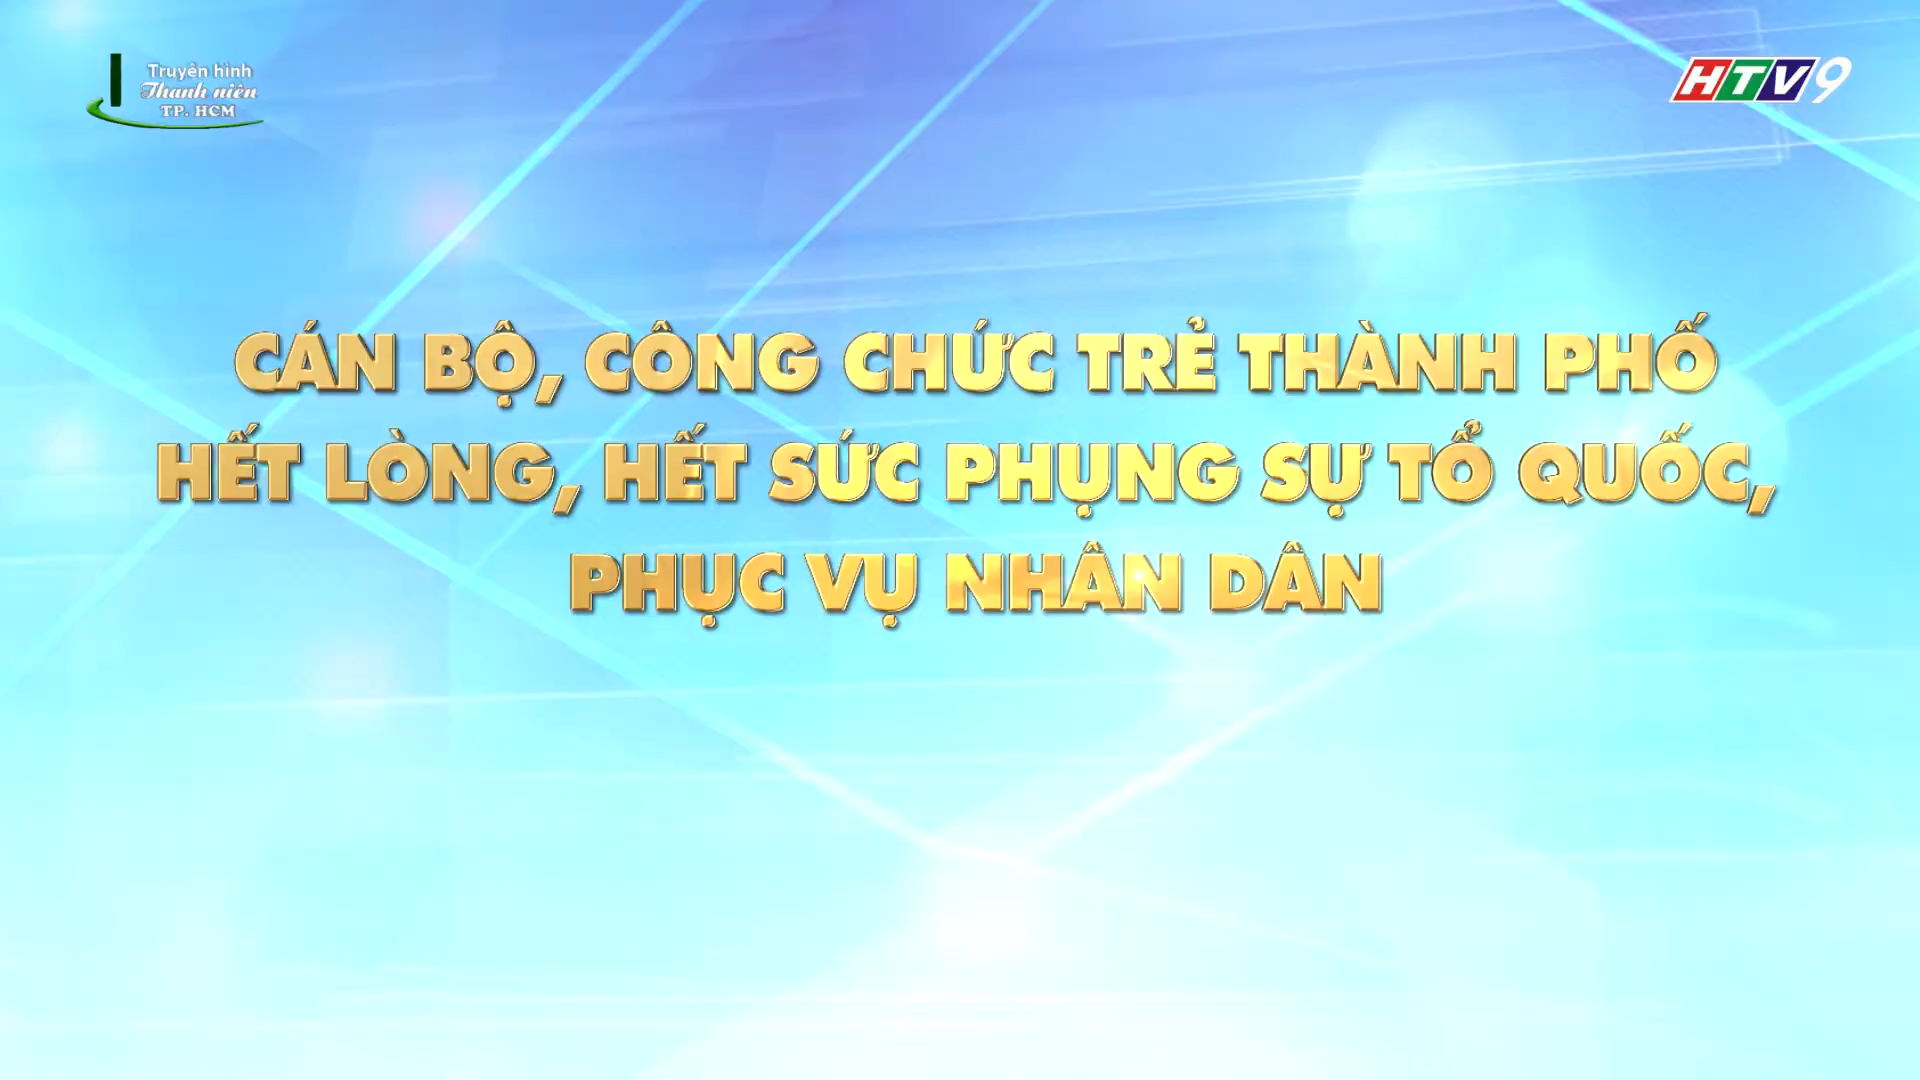 Truyền hình
Thanh niên
TP. HCM
HTV9
CÁN BỘ, CÔNG CHỨC TRẺ THÀNH PHỐ
HẾT LÒNG, HẾT SỨC PHỤNG SỰ TỔ QUỐC,
PHỤC VỤ NHÂN DÂN